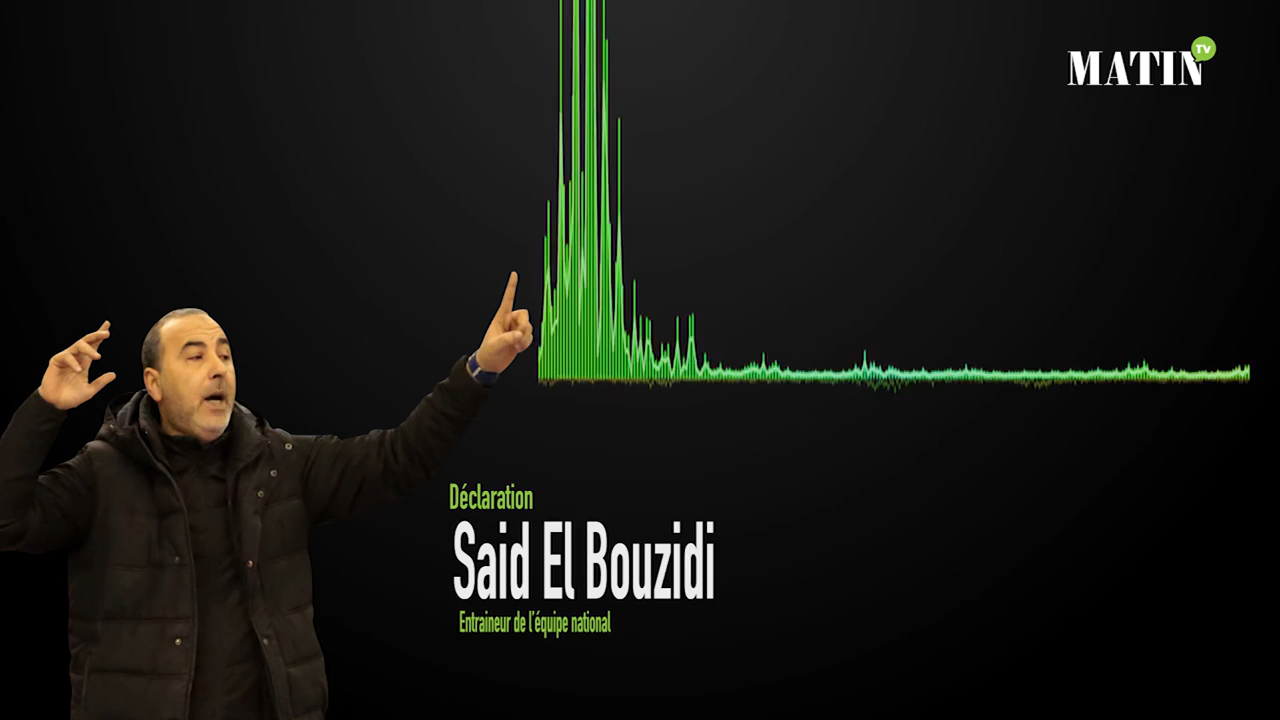 MATIN TV
Déclaration
Said El Bouzidi
Entraineur de l'équipe national